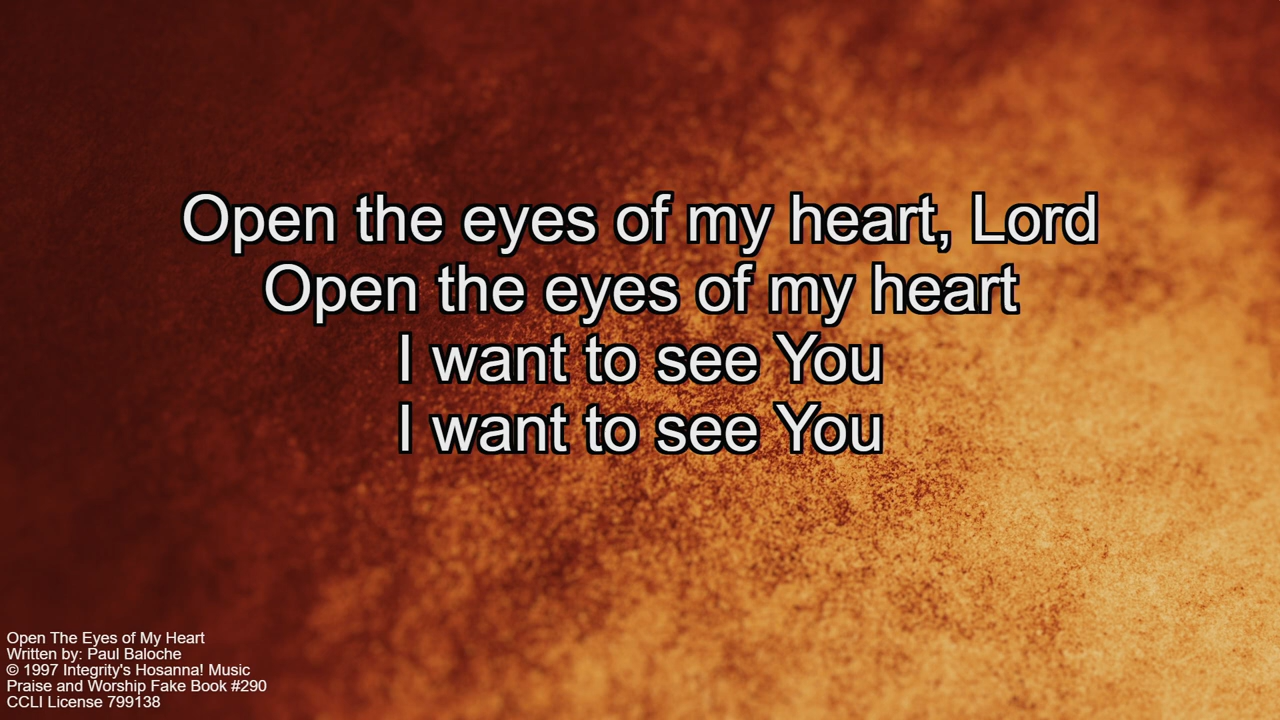 Open the eyes of my heart, Lord
Open the eyes of my heart
I want to see You
I want to see You
Open The Eyes of My Heart
Written by: Paul Baloche
© 1997 Integrity's Hosanna! Music
Praise and Worship Fake Book #290
CCLI License 799138